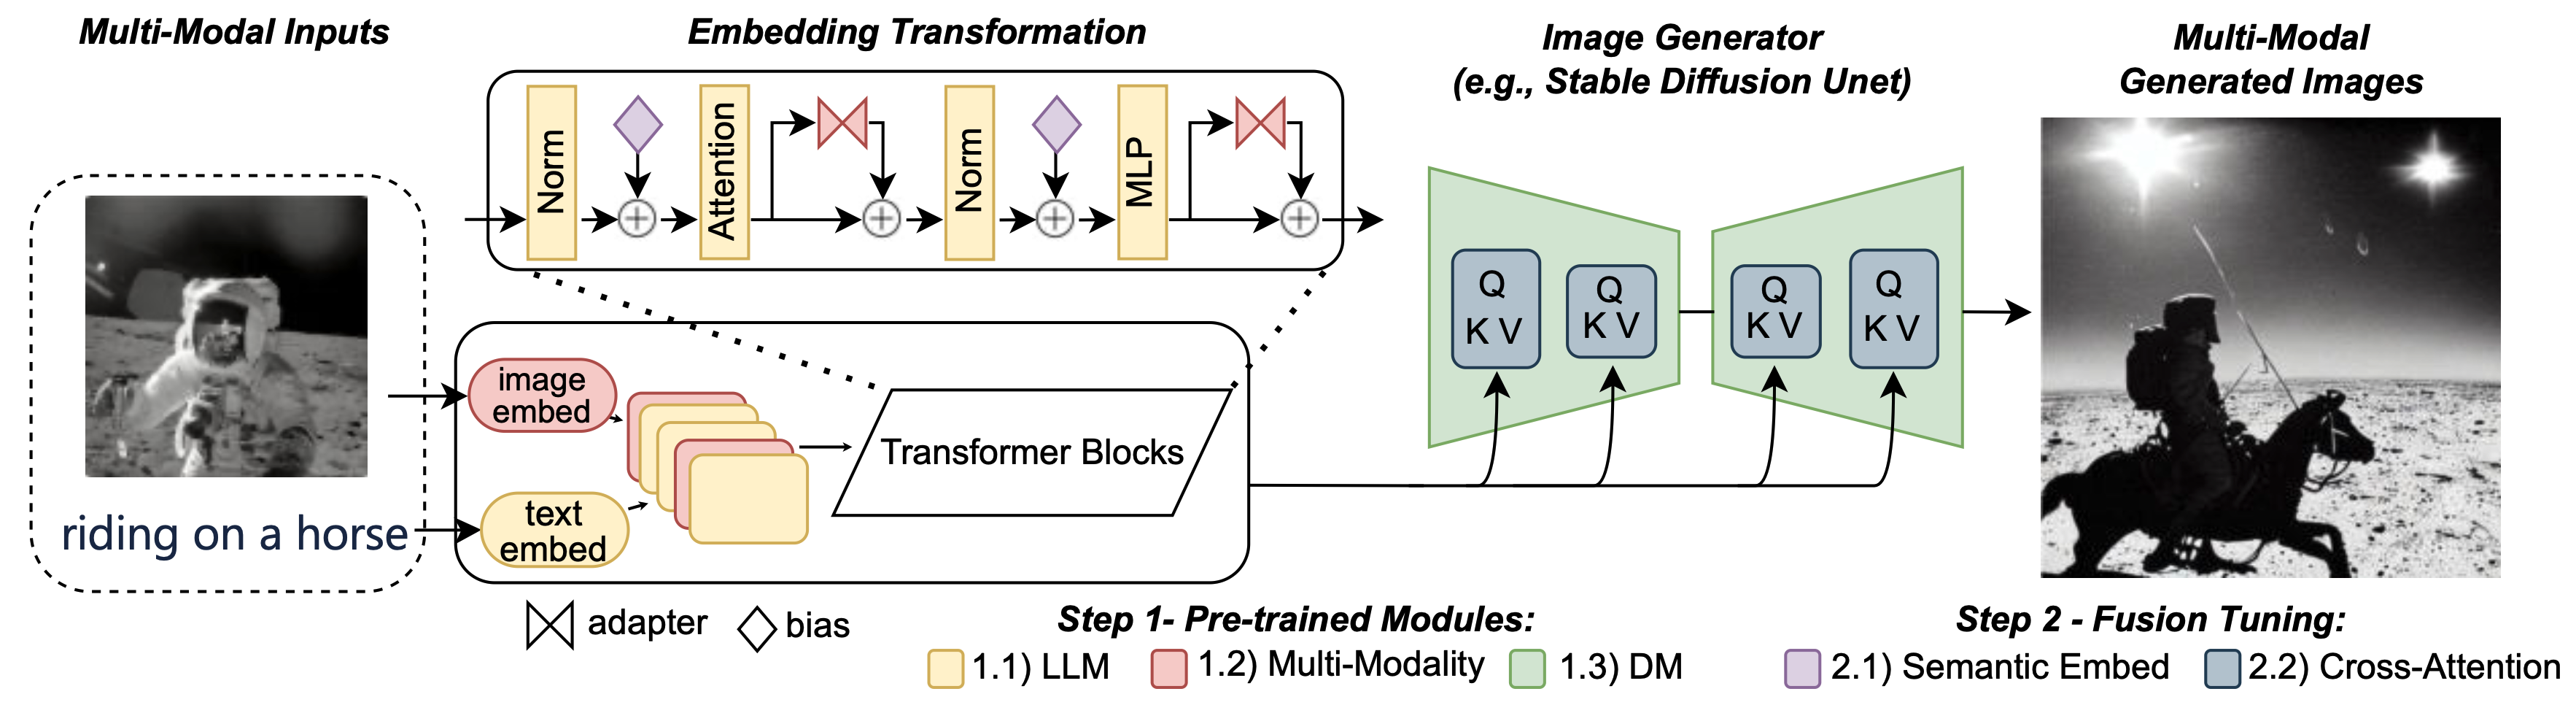 Multi-Modal Inputs
Embedding Transformation
Image Generator
(e.g., Stable Diffusion Unet)
Multi-Modal
Generated Images
Norm
Attention
Norm
MLP
riding on a horse
image
embed
text
embed
Transformer Blocks
Q
K V
Q
K V
Q
K V
Q
K V
adapter
bias
Step 1- Pre-trained Modules:
1.1) LLM
1.2) Multi-Modality
1.3) DM
Step 2 - Fusion Tuning:
2.1) Semantic Embed
2.2) Cross-Attention